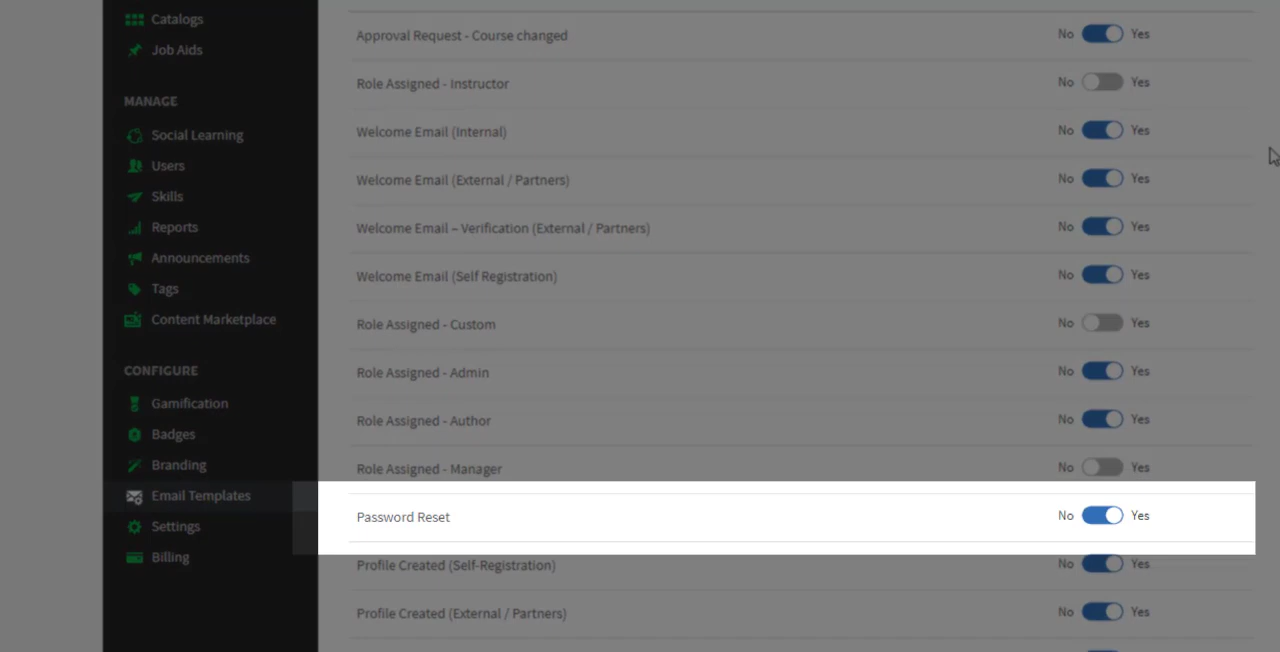 Catalogs
Job Aids
MANAGE
Social Learning
Users
Skills
Reports
Announcements
Tags
Content Marketplace
CONFIGURE
Gamification
Badges
Branding
Email Templates
Settings
Billing
Approval Request - Course changed No Yes
Role Assigned - Instructor No Yes
Welcome Email (Internal) No Yes
Welcome Email (External / Partners) No Yes
Welcome Email – Verification (External / Partners) No Yes
Welcome Email (Self Registration) No Yes
Role Assigned - Custom No Yes
Role Assigned - Admin No Yes
Role Assigned - Author No Yes
Role Assigned - Manager No Yes
Password Reset No Yes
Profile Created (Self-Registration) No Yes
Profile Created (External / Partners) No Yes